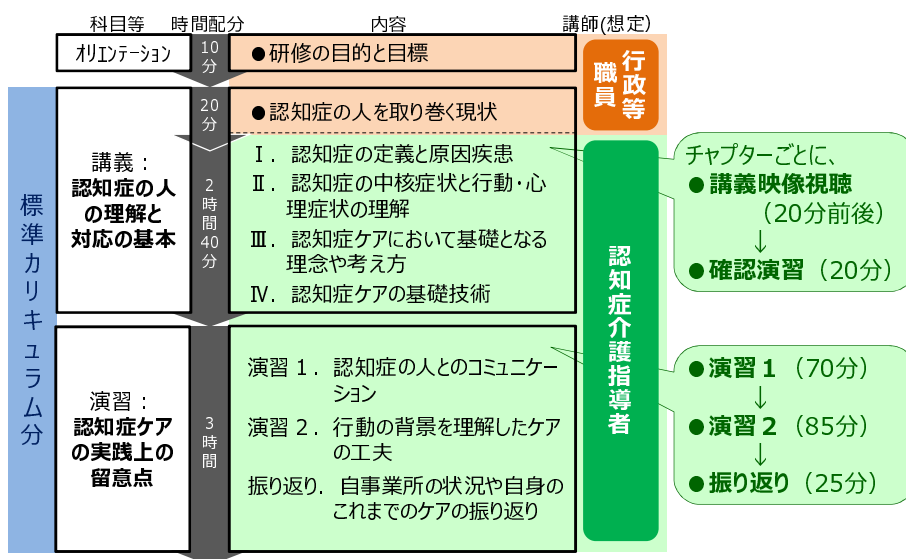 科目等
時間配分
内容
講師(想定)
オリエンテーション
10
分
●研修の目的と目標
行政等
職員
標準カリキュラム分
講義：
認知症の人
の理解と
対応の基本
20
分
●認知症の人を取り巻く現状
2
時
間
40
分
Ⅰ．認知症の定義と原因疾患
Ⅱ．認知症の中核症状と行動・心
理症状の理解
Ⅲ．認知症ケアにおいて基礎となる
理念や考え方
Ⅳ．認知症ケアの基礎技術
認知症介護指導者
チャプターごとに、
●講義映像視聴
（20分前後）
↓
●確認演習（20分）
演習：
認知症ケア
の実践上の
留意点
3
時
間
演習１．認知症の人とのコミュニケー
ション
演習２．行動の背景を理解したケア
の工夫
振り返り．自事業所の状況や自身の
これまでのケアの振り返り
●演習１（70分）
↓
●演習２（85分）
↓
●振り返り（25分）